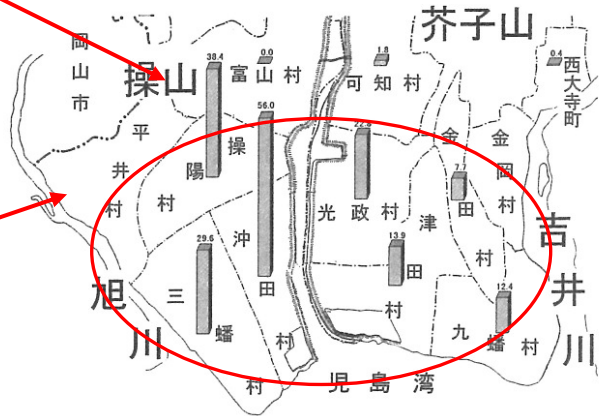 芥子山
岡山市
操山
38.4
0.0
富山村
1.8
可知村
0.4
西大寺町
平井村
操陽村
56.0
沖田村
光政村
金田村
7.7
金岡村
津田村
13.9
29.6
三蟠村
12.4
九蟠村
旭川
吉井川
児島湾